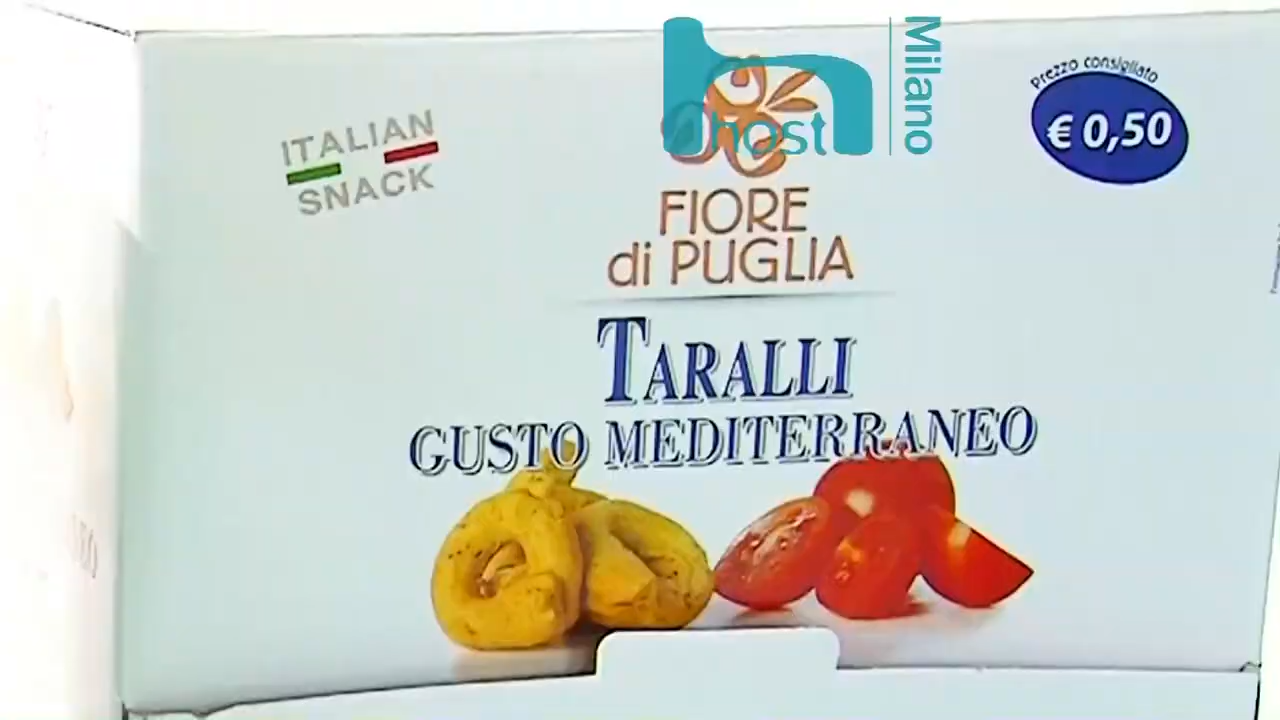 host
Milano
Prezzo consigliato
€ 0,50
ITALIAN
SNACK
FIORE
di PUGLIA
TARALLI
GUSTO MEDITERRANEO